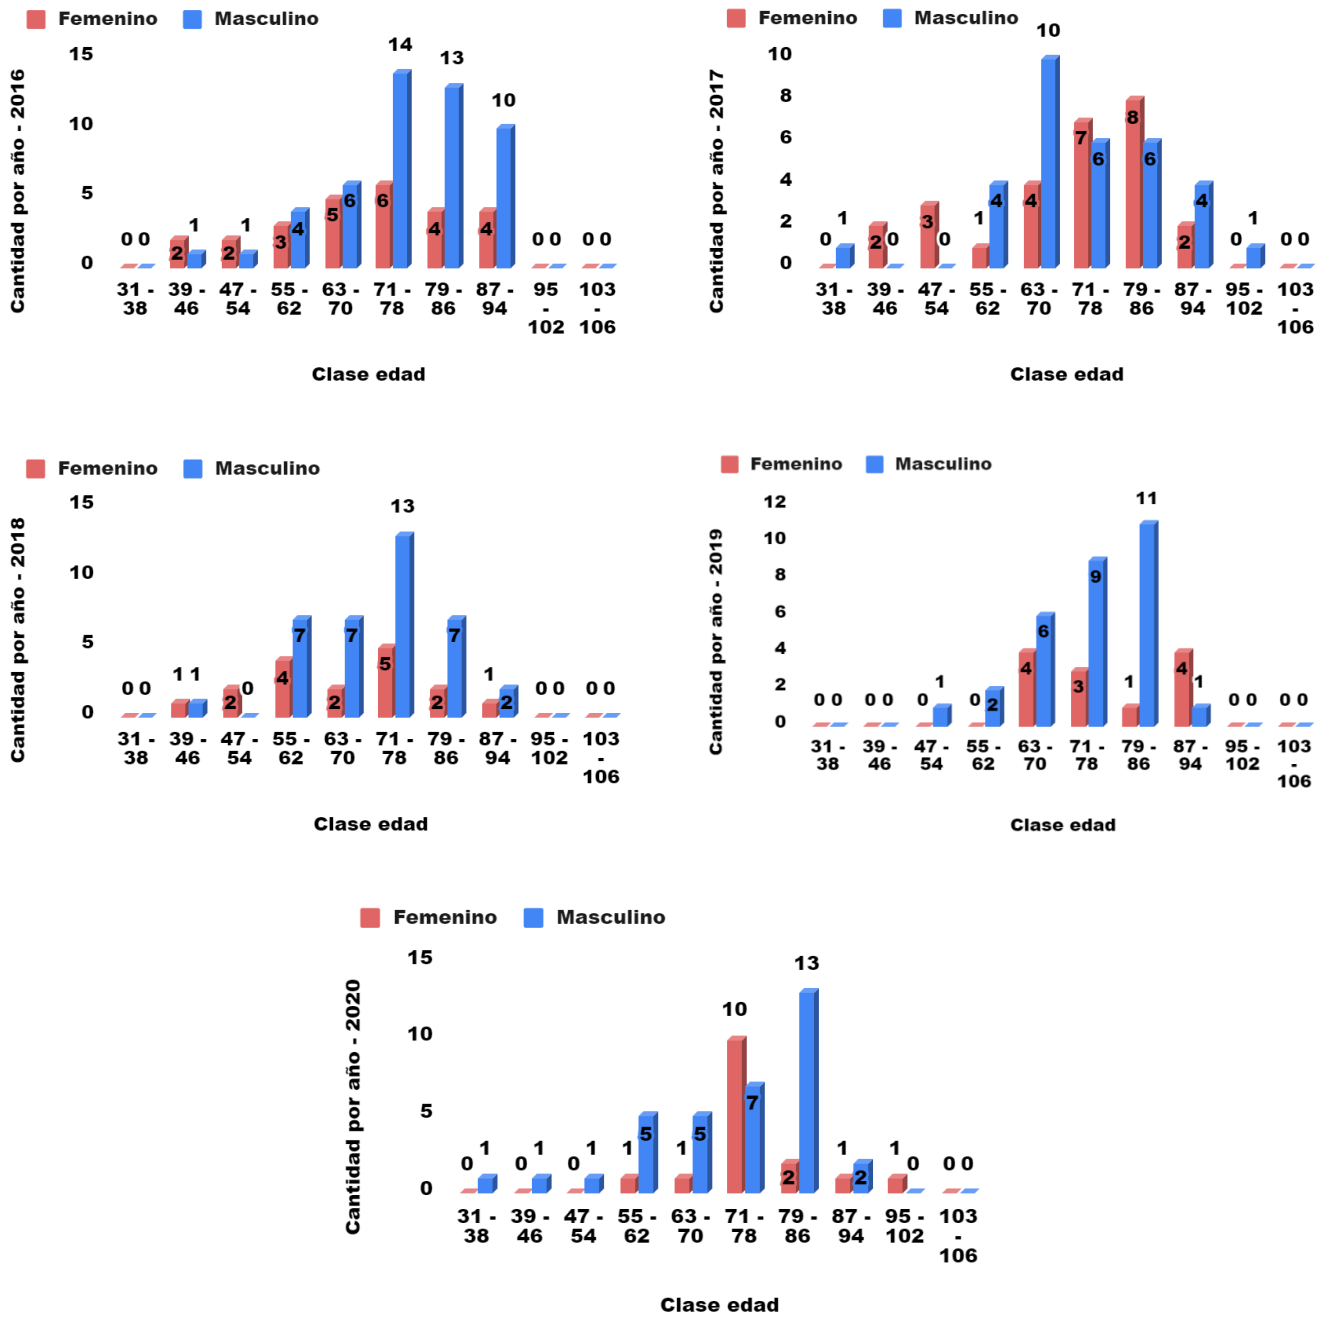 Femenino Masculino
15
10
5
0
Cantidad por año - 2016
14
13
10
0 0 1 1 6 6 0 0 0 0
2 2 3 4 5 4 4
31 - 39 - 47 - 55 - 63 - 71 - 79 - 87 - 95 103
38 46 54 62 70 78 86 94 - -
102 106
Clase edad
Femenino Masculino
10
8
6
4
2
0
Cantidad por año - 2017
10
8
7 6 6
0 1 2 0 3 0 1 4 4 2 4 0 1 0 0
31 - 39 - 47 - 55 - 63 - 71 - 79 - 87 - 95 - 103
38 46 54 62 70 78 86 94 102 -
106
Clase edad
Femenino Masculino
15
10
5
0
Cantidad por año - 2018
13
0 0 1 1 2 0 4 7 2 7 5 2 7 1 2 0 0 0 0
31 - 39 - 47 - 55 - 63 - 71 - 79 - 87 - 95 - 103
38 46 54 62 70 78 86 94 102 -
106
Clase edad
Femenino Masculino
12
10
8
6
4
2
0
Cantidad por año - 2019
11
9
0 0 0 0 0 1 0 2 4 6 3 1 4 1 0 0 0 0
31 - 39 - 47 - 55 - 63 - 71 - 79 - 87 - 95 - 103
38 46 54 62 70 78 86 94 102 -
106
Clase edad
Femenino Masculino
15
10
5
0
Cantidad por año - 2020
13
10
0 1 0 1 0 1 1 5 1 5 7 2 1 2 1 0 0 0
31 - 39 - 47 - 55 - 63 - 71 - 79 - 87 - 95 - 103
38 46 54 62 70 78 86 94 102 -
106
Clase edad